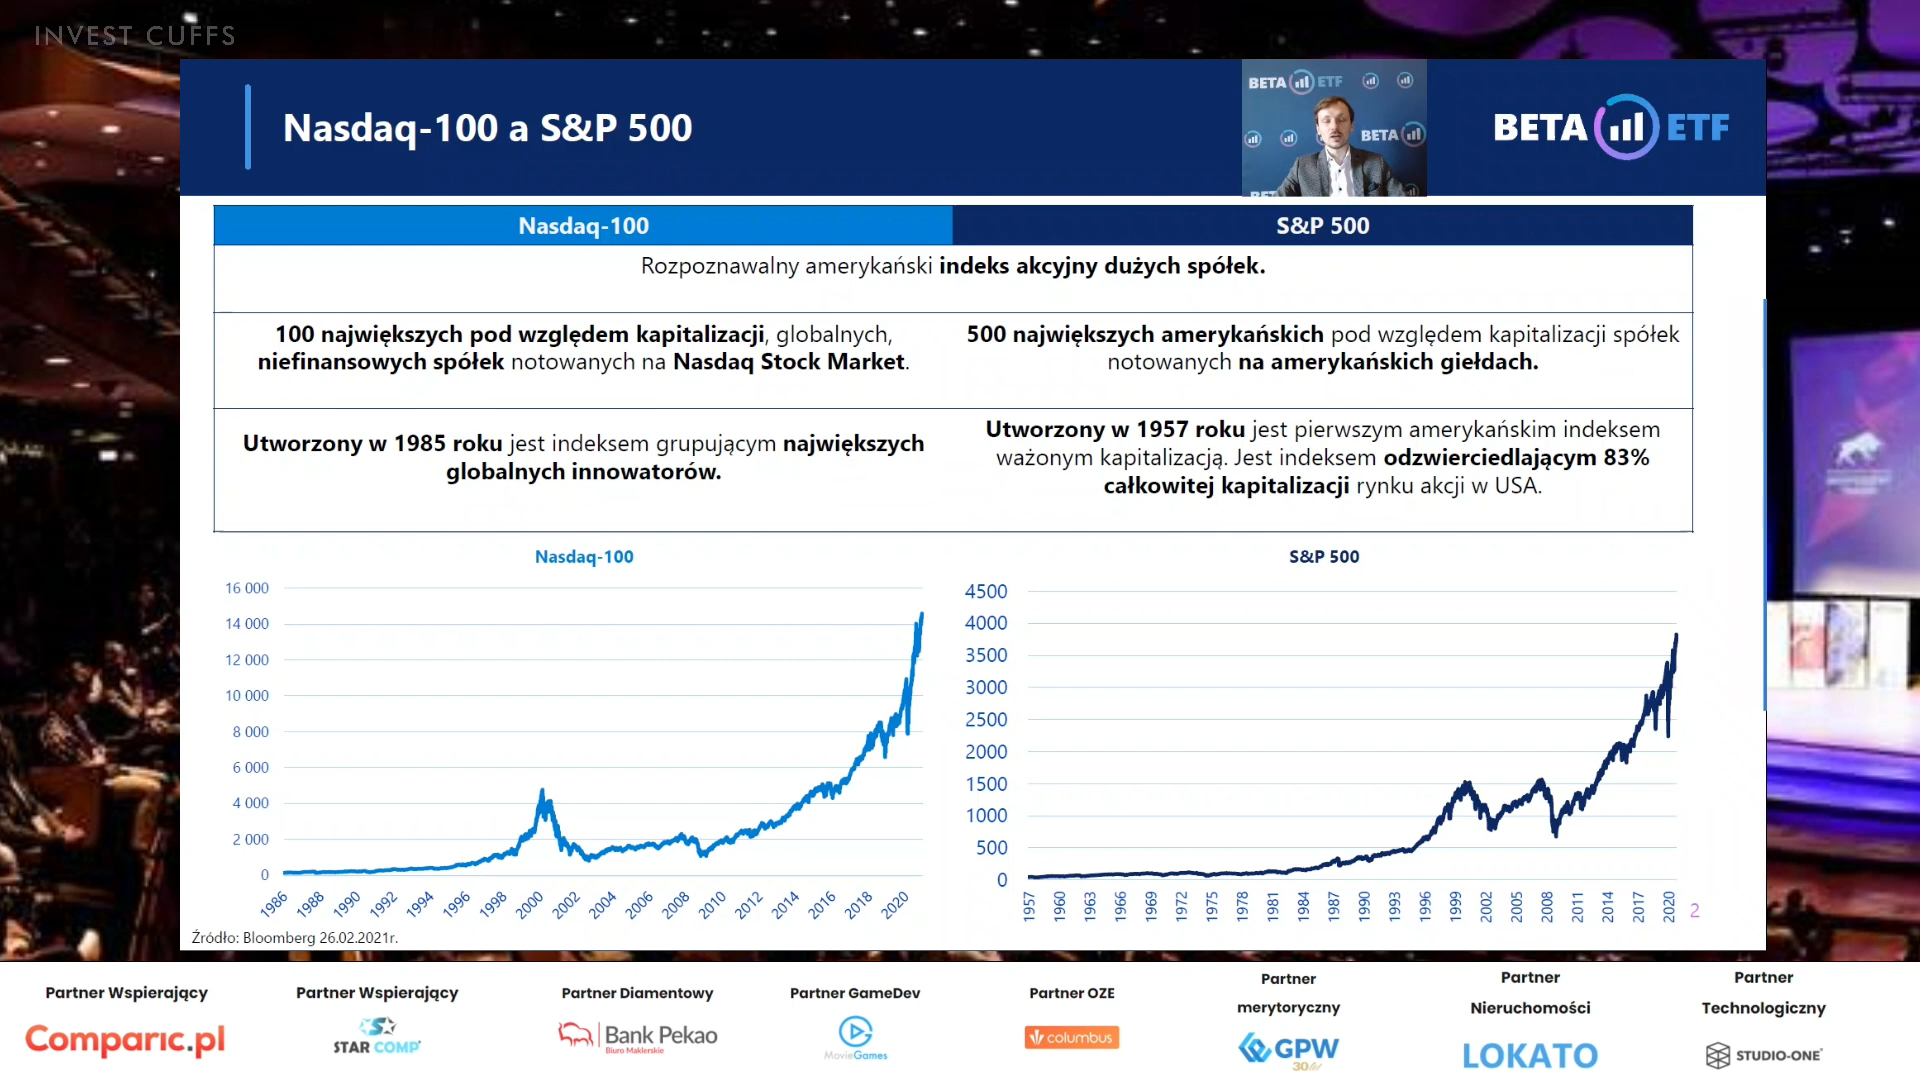 INVEST CUFFS
Nasdaq-100 a S&P 500
BETA ETF
BETA
BETA ETF
Nasdaq-100
S&P 500
Rozpoznawalny amerykański indeks akcyjny dużych spółek.
100 największych pod względem kapitalizacji, globalnych,
niefinansowych spółek notowanych na Nasdaq Stock Market.
500 największych amerykańskich pod względem kapitalizacji spółek
notowanych na amerykańskich giełdach.
Utworzony w 1985 roku jest indeksem grupującym największych
globalnych innowatorów.
Utworzony w 1957 roku jest pierwszym amerykańskim indeksem
ważonym kapitalizacją. Jest indeksem odzwierciedlającym 83%
całkowitej kapitalizacji rynku akcji w USA.
Nasdaq-100
16 000
14 000
12 000
10 000
8 000
6 000
4 000
2 000
0
1986 1988 1990 1992 1994 1996 1998 2000 2002 2004 2006 2008 2010 2012 2014 2016 2018 2020
S&P 500
4500
4000
3500
3000
2500
2000
1500
1000
500
0
1957 1960 1963 1966 1969 1972 1975 1978 1981 1984 1987 1990 1993 1996 1999 2002 2005 2008 2011 2014 2017 2020
2
Źródło: Bloomberg 26.02.2021r.
Partner Wspierający
Comparic.pl
Partner Wspierający
STAR COMP
Partner Diamentowy
Bank Pekao
Biuro Maklerskie
Partner GameDev
MovieGames
Partner OZE
columbus
Partner
merytoryczny
GPW
30lat
Partner
Nieruchomości
LOKATO
Partner
Technologiczny
STUDIO-ONE